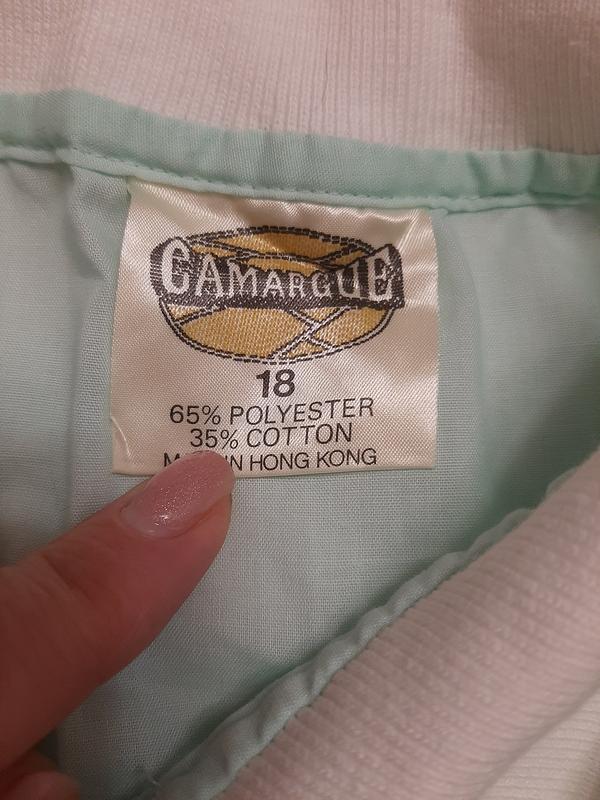 CAMARGUE
18
65% POLYESTER
35% COTTON
IN HONG KONG